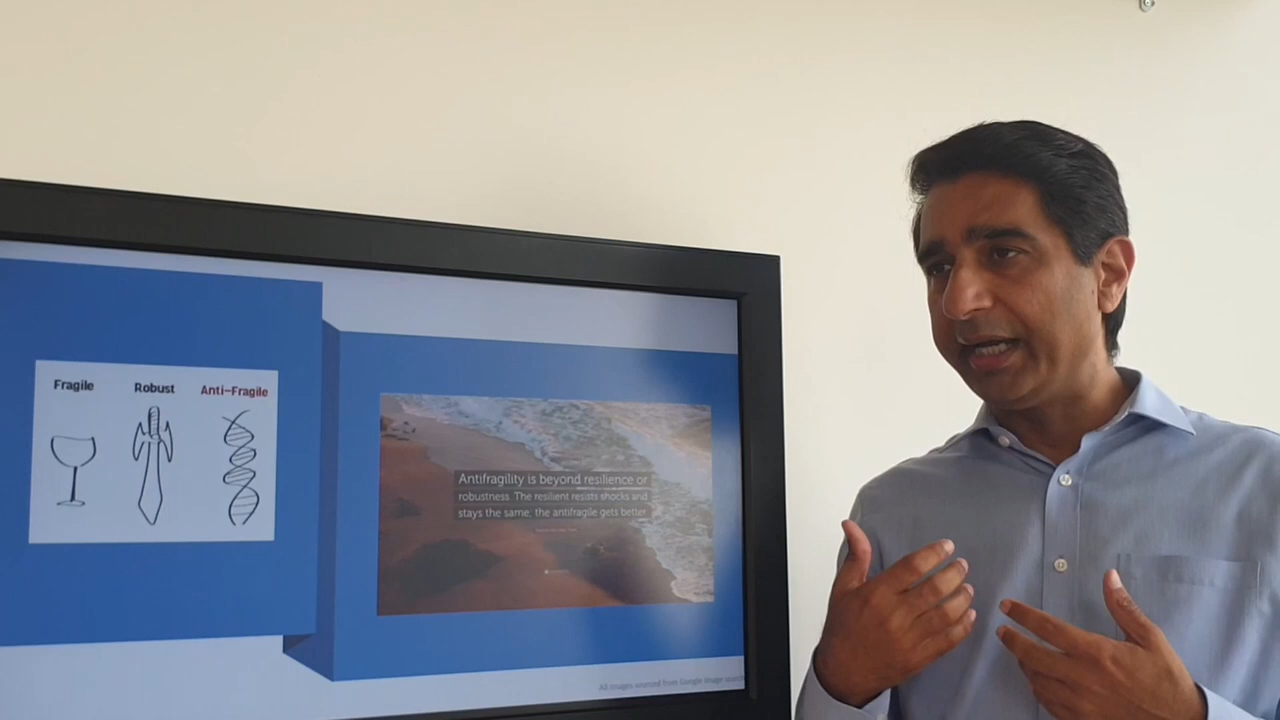 Fragile
Robust
Anti-Fragile
Antifragility is beyond resilience or
robustness. The resilient resists shocks and
stays the same; the antifragile gets better
All images sourced from Google image search